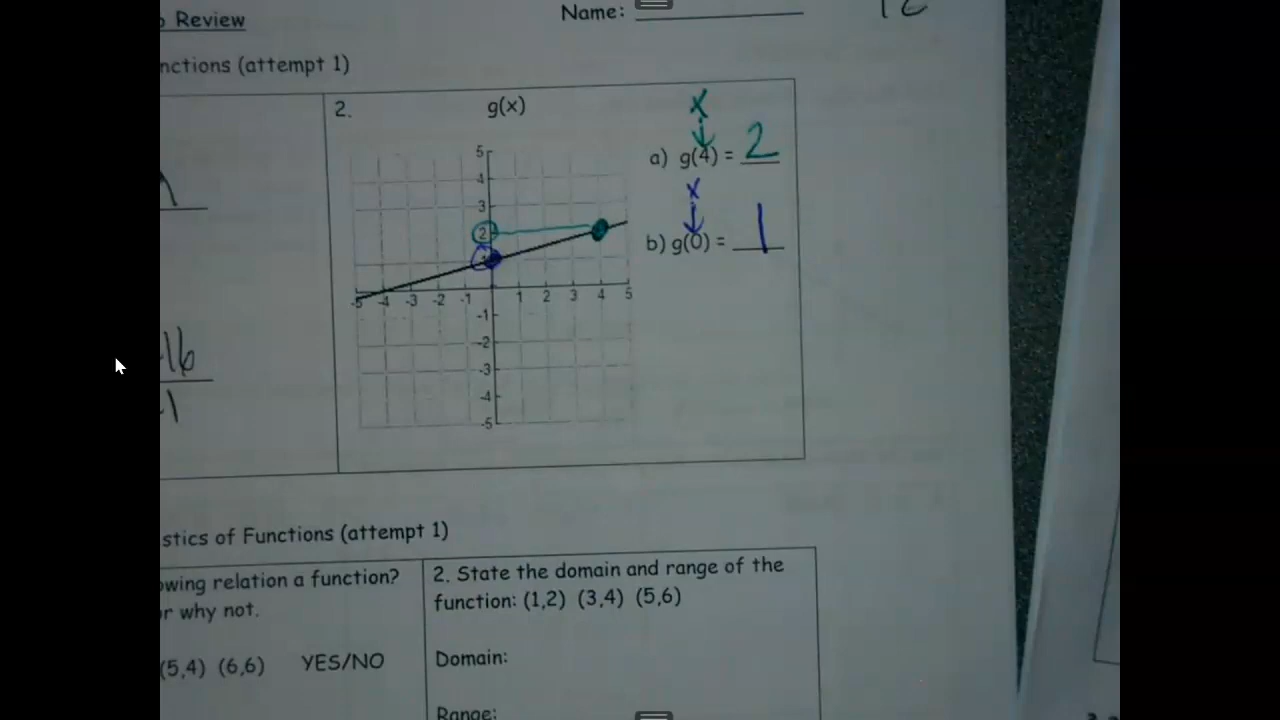 Review
Name:
(attempt 1)
2.
g(x)
x
a) g(4) = 2
x
b) g(0) = 1
5
4
3
2
1
-5 -4 -3 -2 -1 1 2 3 4 5
-1
-2
-3
-4
-5
-16
-1
of Functions (attempt 1)
relation a function?
why not.
(5,4) (6,6) YES/NO
2. State the domain and range of the
function: (1,2) (3,4) (5,6)
Domain:
Range: